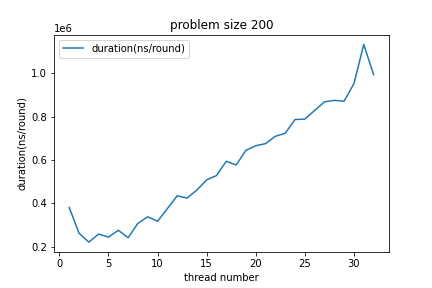 problem size 200
1e6
duration(ns/round)
1.0
0.8
0.6
0.4
0.2
duration(ns/round)
0 5 10 15 20 25 30
thread number